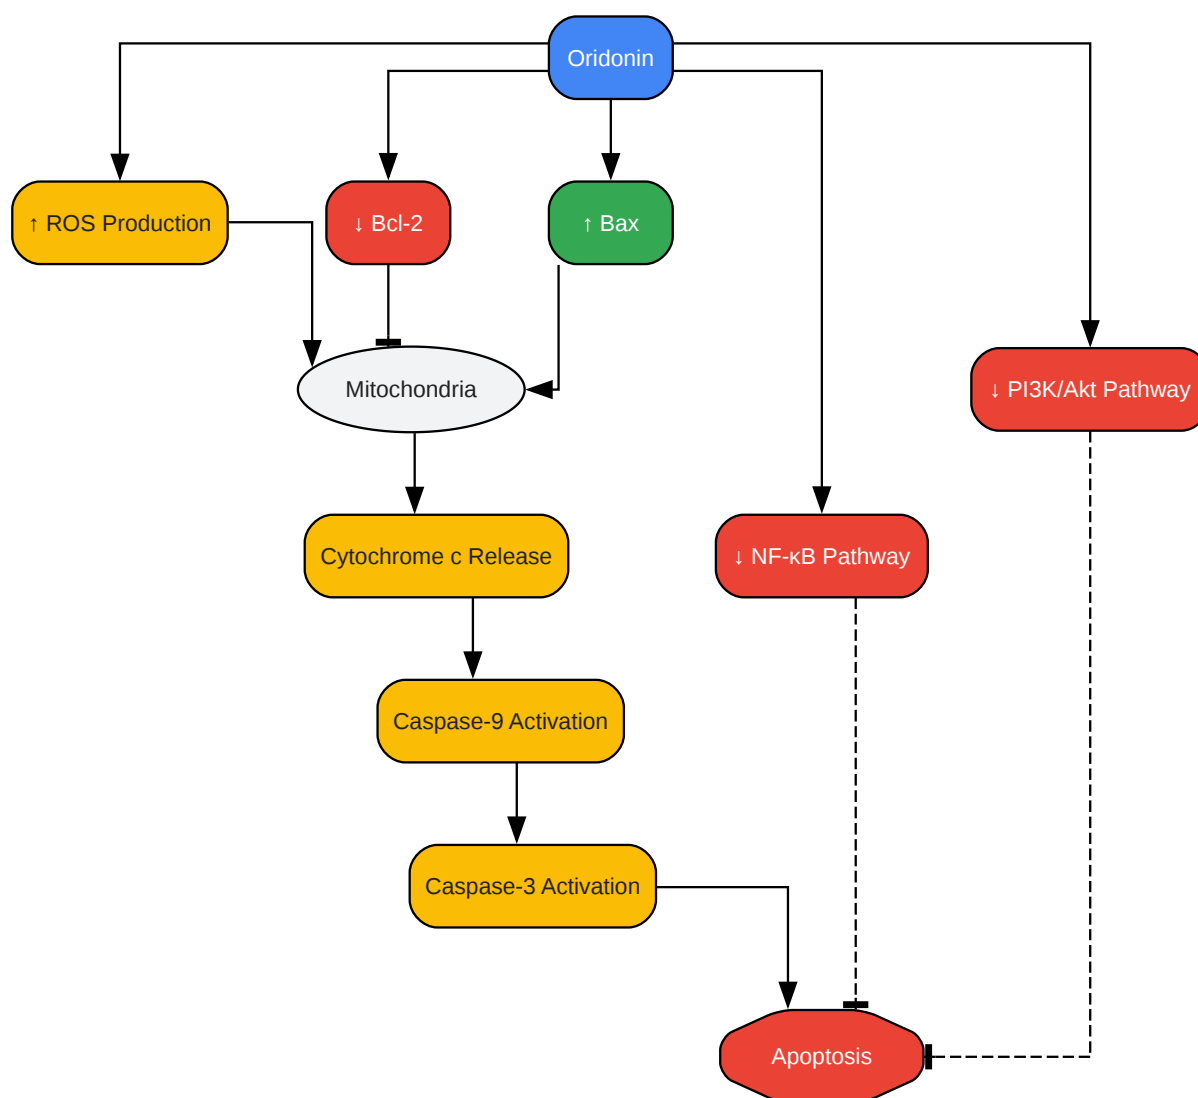 Oridonin
↑ ROS Production
↓ Bcl-2
↑ Bax
Mitochondria
↓ PI3K/Akt Pathway
Cytochrome c Release
↓ NF-κB Pathway
Caspase-9 Activation
Caspase-3 Activation
Apoptosis